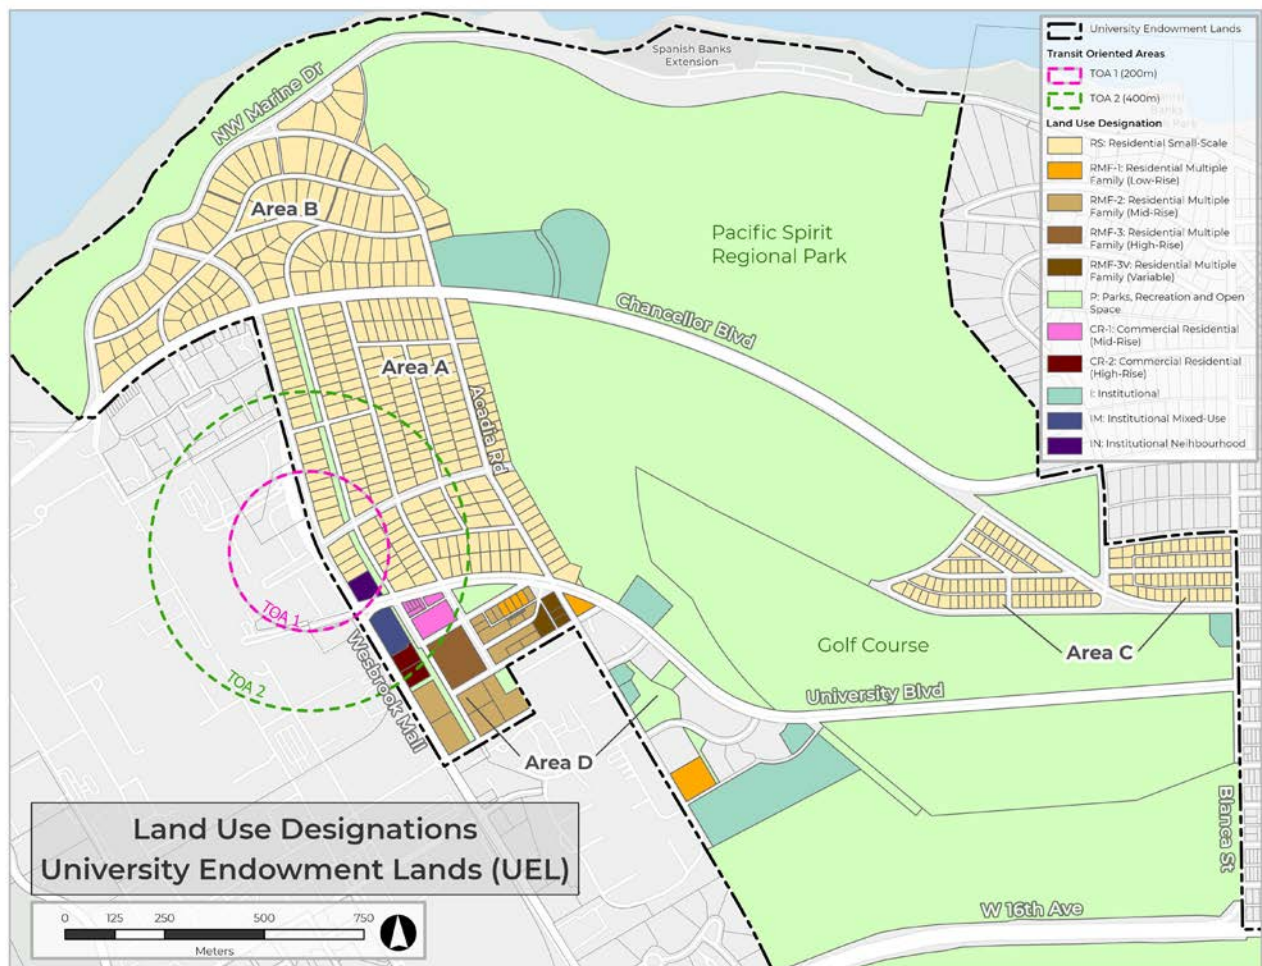 University Endowment Lands
Transit Oriented Areas
TOA 1 (200m)
TOA 2 (400m)
Land Use Designation
RS: Residential Small-Scale
RMF-1: Residential Multiple
Family (Low-Rise)
RMF-2: Residential Multiple
Family (Mid-Rise)
RMF-3: Residential Multiple
Family (High-Rise)
RMF-3V: Residential Multiple
Family (Variable)
P: Parks, Recreation and Open
Space
CR-1: Commercial Residential
(Mid-Rise)
CR-2: Commercial Residential
(High-Rise)
I: Institutional
IM: Institutional Mixed-Use
IN: Institutional Neihbourhood
Spanish Banks
Extension
NW Marine Dr
Area B
Pacific Spirit
Regional Park
Chancellor Blvd
Area A
Acadia Rd
TOA 1
TOA 2
Wesbrook Mall
Golf Course
Area C
University Blvd
Area D
Blanca St
W 16th Ave
Land Use Designations
University Endowment Lands (UEL)
0 125 250 500 750
Meters